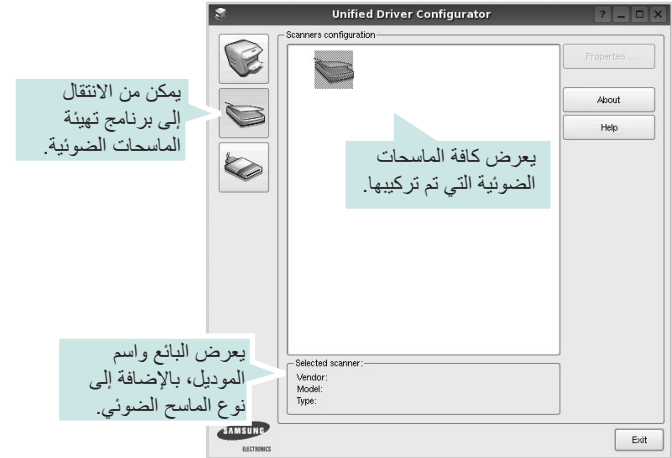 Unified Driver Configurator
Scanners configuration
Properties...
About
Help
يمكن من الانتقال
إلى برنامج تهيئة
الماسحات الضوئية.
يعرض كافة الماسحات
الضوئية التي تم تركيبها.
يعرض البائع واسم
الموديل، بالإضافة إلى
نوع الماسح الضوئي.
Selected scanner:
Vendor:
Model:
Type:
SAMSUNG
ELECTRONICS
Exit